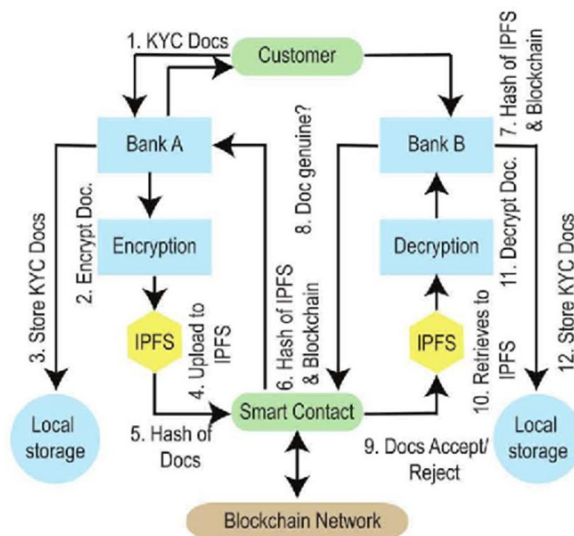 1. KYC Docs
Customer
7. Hash of IPFS
& Blockchain
Bank A
8. Doc genuine?
Bank B
2. Encrypt Doc.
Encryption
Decryption
11. Decrypt Doc.
3. Store KYC Docs
IPFS
4. Upload to
IPFS
6. Hash of IPFS
& Blockchain
IPFS
10. Retrieves to
IPFS
12. Store KYC Docs
Local
storage
5. Hash of
Docs
Smart Contact
9. Docs Accept/
Reject
Local
storage
Blockchain Network